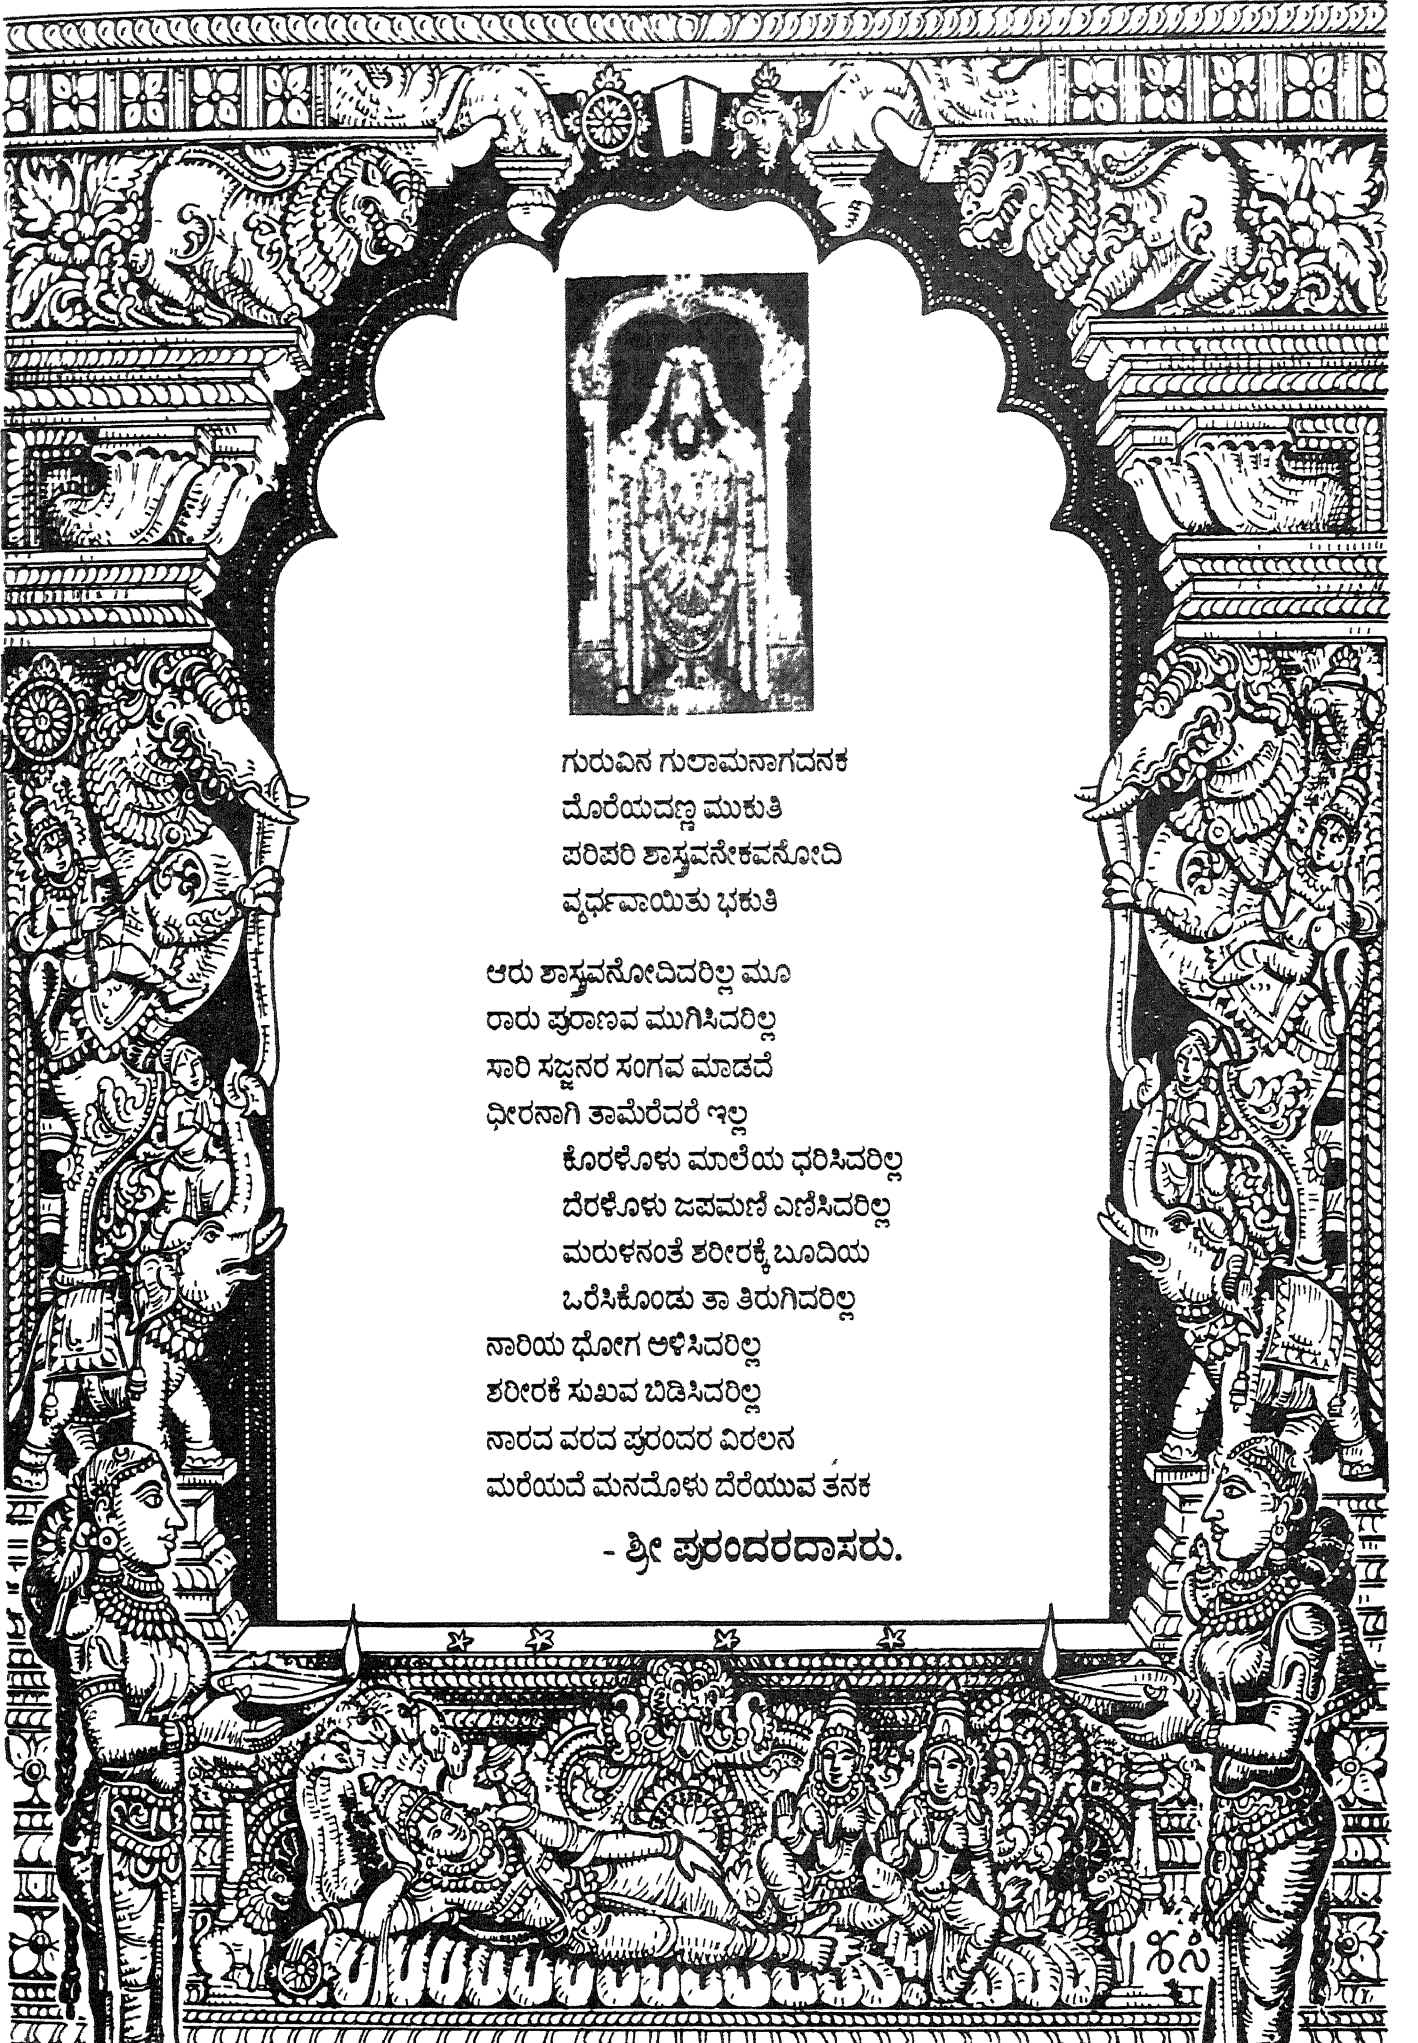 ಗುರುವಿನ ಗುಲಾಮನಾಗದನಕ
ದೊರೆಯದಣ್ಣ ಮುಕುತಿ
ಪರಿಪರಿ ಶಾಸ್ತ್ರವನೇಕವನೋದಿ
ವ್ಯರ್ಥವಾಯಿತು ಭಕುತಿ
ಆರು ಶಾಸ್ತ್ರವನೋದಿದರಿಲ್ಲ ಮೂ
ರಾರು ಪುರಾಣವ ಮುಗಿಸಿದರಿಲ್ಲ
ಸಾರಿ ಸಜ್ಜನರ ಸಂಗವ ಮಾಡದೆ
ಧೀರನಾಗಿ ತಾಮೆರೆದರೆ ಇಲ್ಲ
ಕೊರಳೊಳು ಮಾಲೆಯ ಧರಿಸಿದರಿಲ್ಲ
ಬೆರಳೊಳು ಜಪಮಣಿ ಎಣಿಸಿದರಿಲ್ಲ
ಮರುಳನಂತೆ ಶರೀರಕ್ಕೆ ಬೂದಿಯ
ಒರೆಸಿಕೊಂಡು ತಾ ತಿರುಗಿದರಿಲ್ಲ
ನಾರಿಯ ಭೋಗ ಅಳಿಸಿದರಿಲ್ಲ
ಶರೀರಕೆ ಸುಖವ ಬಿಡಿಸಿದರಿಲ್ಲ
ನಾರದ ವರದ ಪುರಂದರ ವಿಠಲನ
ಮರೆಯದೆ ಮನದೊಳು ಬೆರೆಯುವ ತನಕ
- ಶ್ರೀ ಪುರಂದರದಾಸರು.